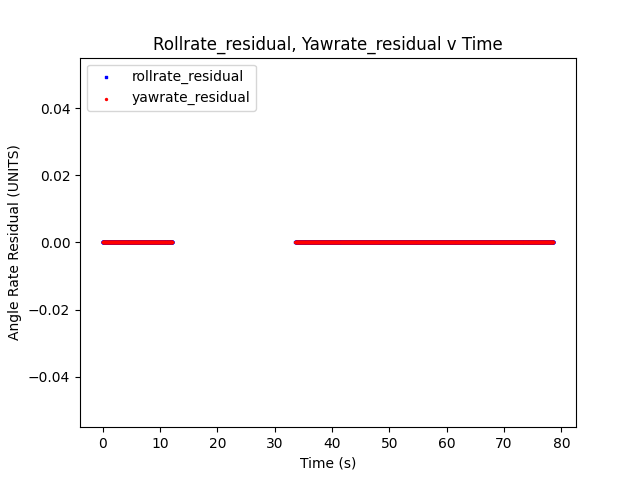 Rollrate_residual, Yawrate_residual v Time
rollrate_residual
yawrate_residual
Angle Rate Residual (UNITS)
0.04
0.02
0.00
−0.02
−0.04
0 10 20 30 40 50 60 70 80
Time (s)